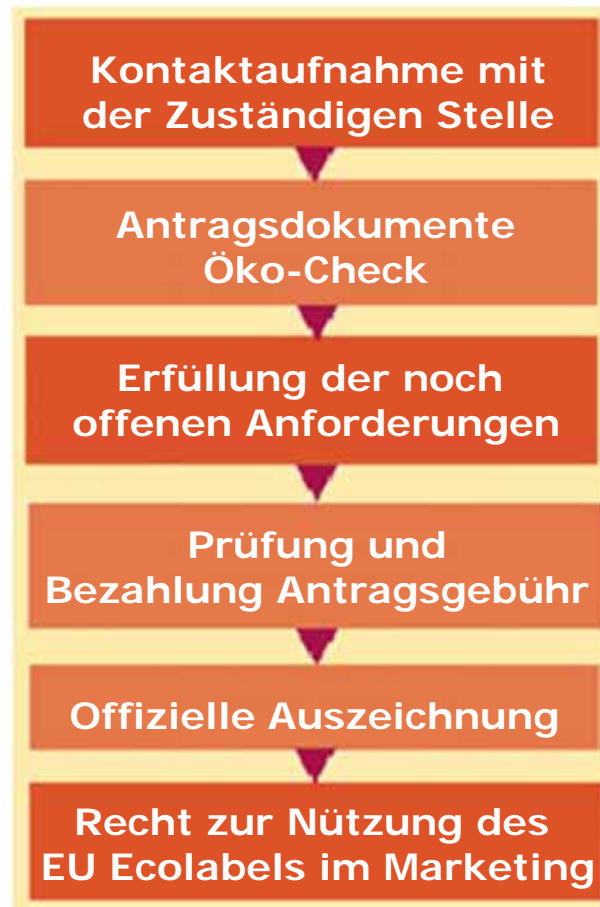 Kontaktaufnahme mit
der Zuständigen Stelle
Antragsdokumente
Öko-Check
Erfüllung der noch
offenen Anforderungen
Prüfung und
Bezahlung Antragsgebühr
Offizielle Auszeichnung
Recht zur Nützung des
EU Ecolabels im Marketing